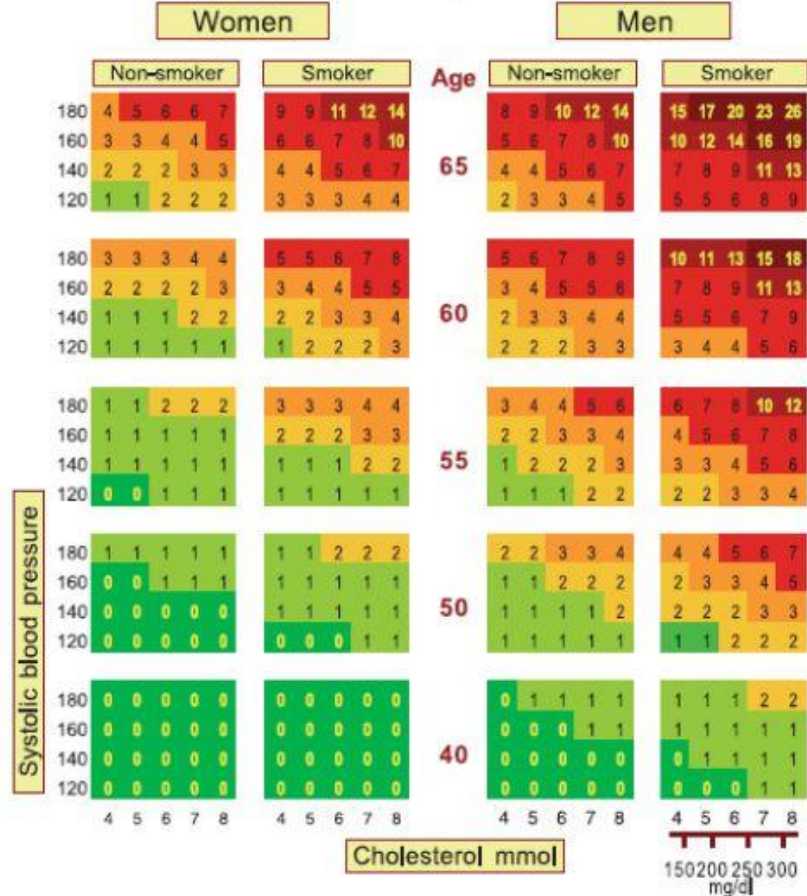 Women Men
Non-smoker Smoker Age Non-smoker Smoker
180 4 5 6 6 7 9 9 11 12 14 8 9 10 12 14 15 17 20 23 26
160 3 3 4 4 5 6 6 7 8 10 5 6 7 8 10 10 12 14 16 19
65
140 2 2 2 3 3 4 4 5 6 7 4 4 5 6 7 7 8 9 11 13
120 1 1 2 2 2 3 3 3 4 4 2 3 3 4 5 5 5 6 8 9
180 3 3 3 4 4 5 5 6 7 8 5 6 7 8 9 10 11 13 15 18
160 2 2 2 2 3 3 4 4 5 5 3 4 5 5 6 7 8 9 11 13
60
140 1 1 1 2 2 2 2 3 3 4 2 3 3 4 4 5 5 6 7 9
120 1 1 1 1 1 1 2 2 2 3 2 2 2 3 3 3 4 4 5 6
180 1 1 2 2 2 3 3 3 4 4 3 4 4 5 6 6 7 8 10 12
160 1 1 1 1 1 2 2 2 3 3 2 2 3 3 4 4 5 6 7 8
55
140 1 1 1 1 1 1 1 1 2 2 1 2 2 2 3 3 3 4 5 6
120 0 0 1 1 1 1 1 1 1 1 1 1 1 2 2 2 2 3 3 4
180 1 1 1 1 1 1 1 2 2 2 2 2 3 3 4 4 4 5 6 7
160 0 0 1 1 1 1 1 1 1 1 1 1 2 2 2 2 3 3 4 5
50
140 0 0 0 0 0 1 1 1 1 1 1 1 1 1 2 2 2 2 3 3
120 0 0 0 0 0 0 0 0 1 1 1 1 1 1 1 1 1 2 2 2
180 0 0 0 0 0 0 0 0 0 0 0 1 1 1 1 1 1 1 2 2
160 0 0 0 0 0 0 0 0 0 0 0 0 0 1 1 1 1 1 1 1
40
140 0 0 0 0 0 0 0 0 0 0 0 0 0 0 0 0 1 1 1 1
120 0 0 0 0 0 0 0 0 0 0 0 0 0 0 0 0 0 0 1 1
4 5 6 7 8 4 5 6 7 8 4 5 6 7 8 4 5 6 7 8
Systolic blood pressure
Cholesterol mmol
150 200 250 300
mg/dl